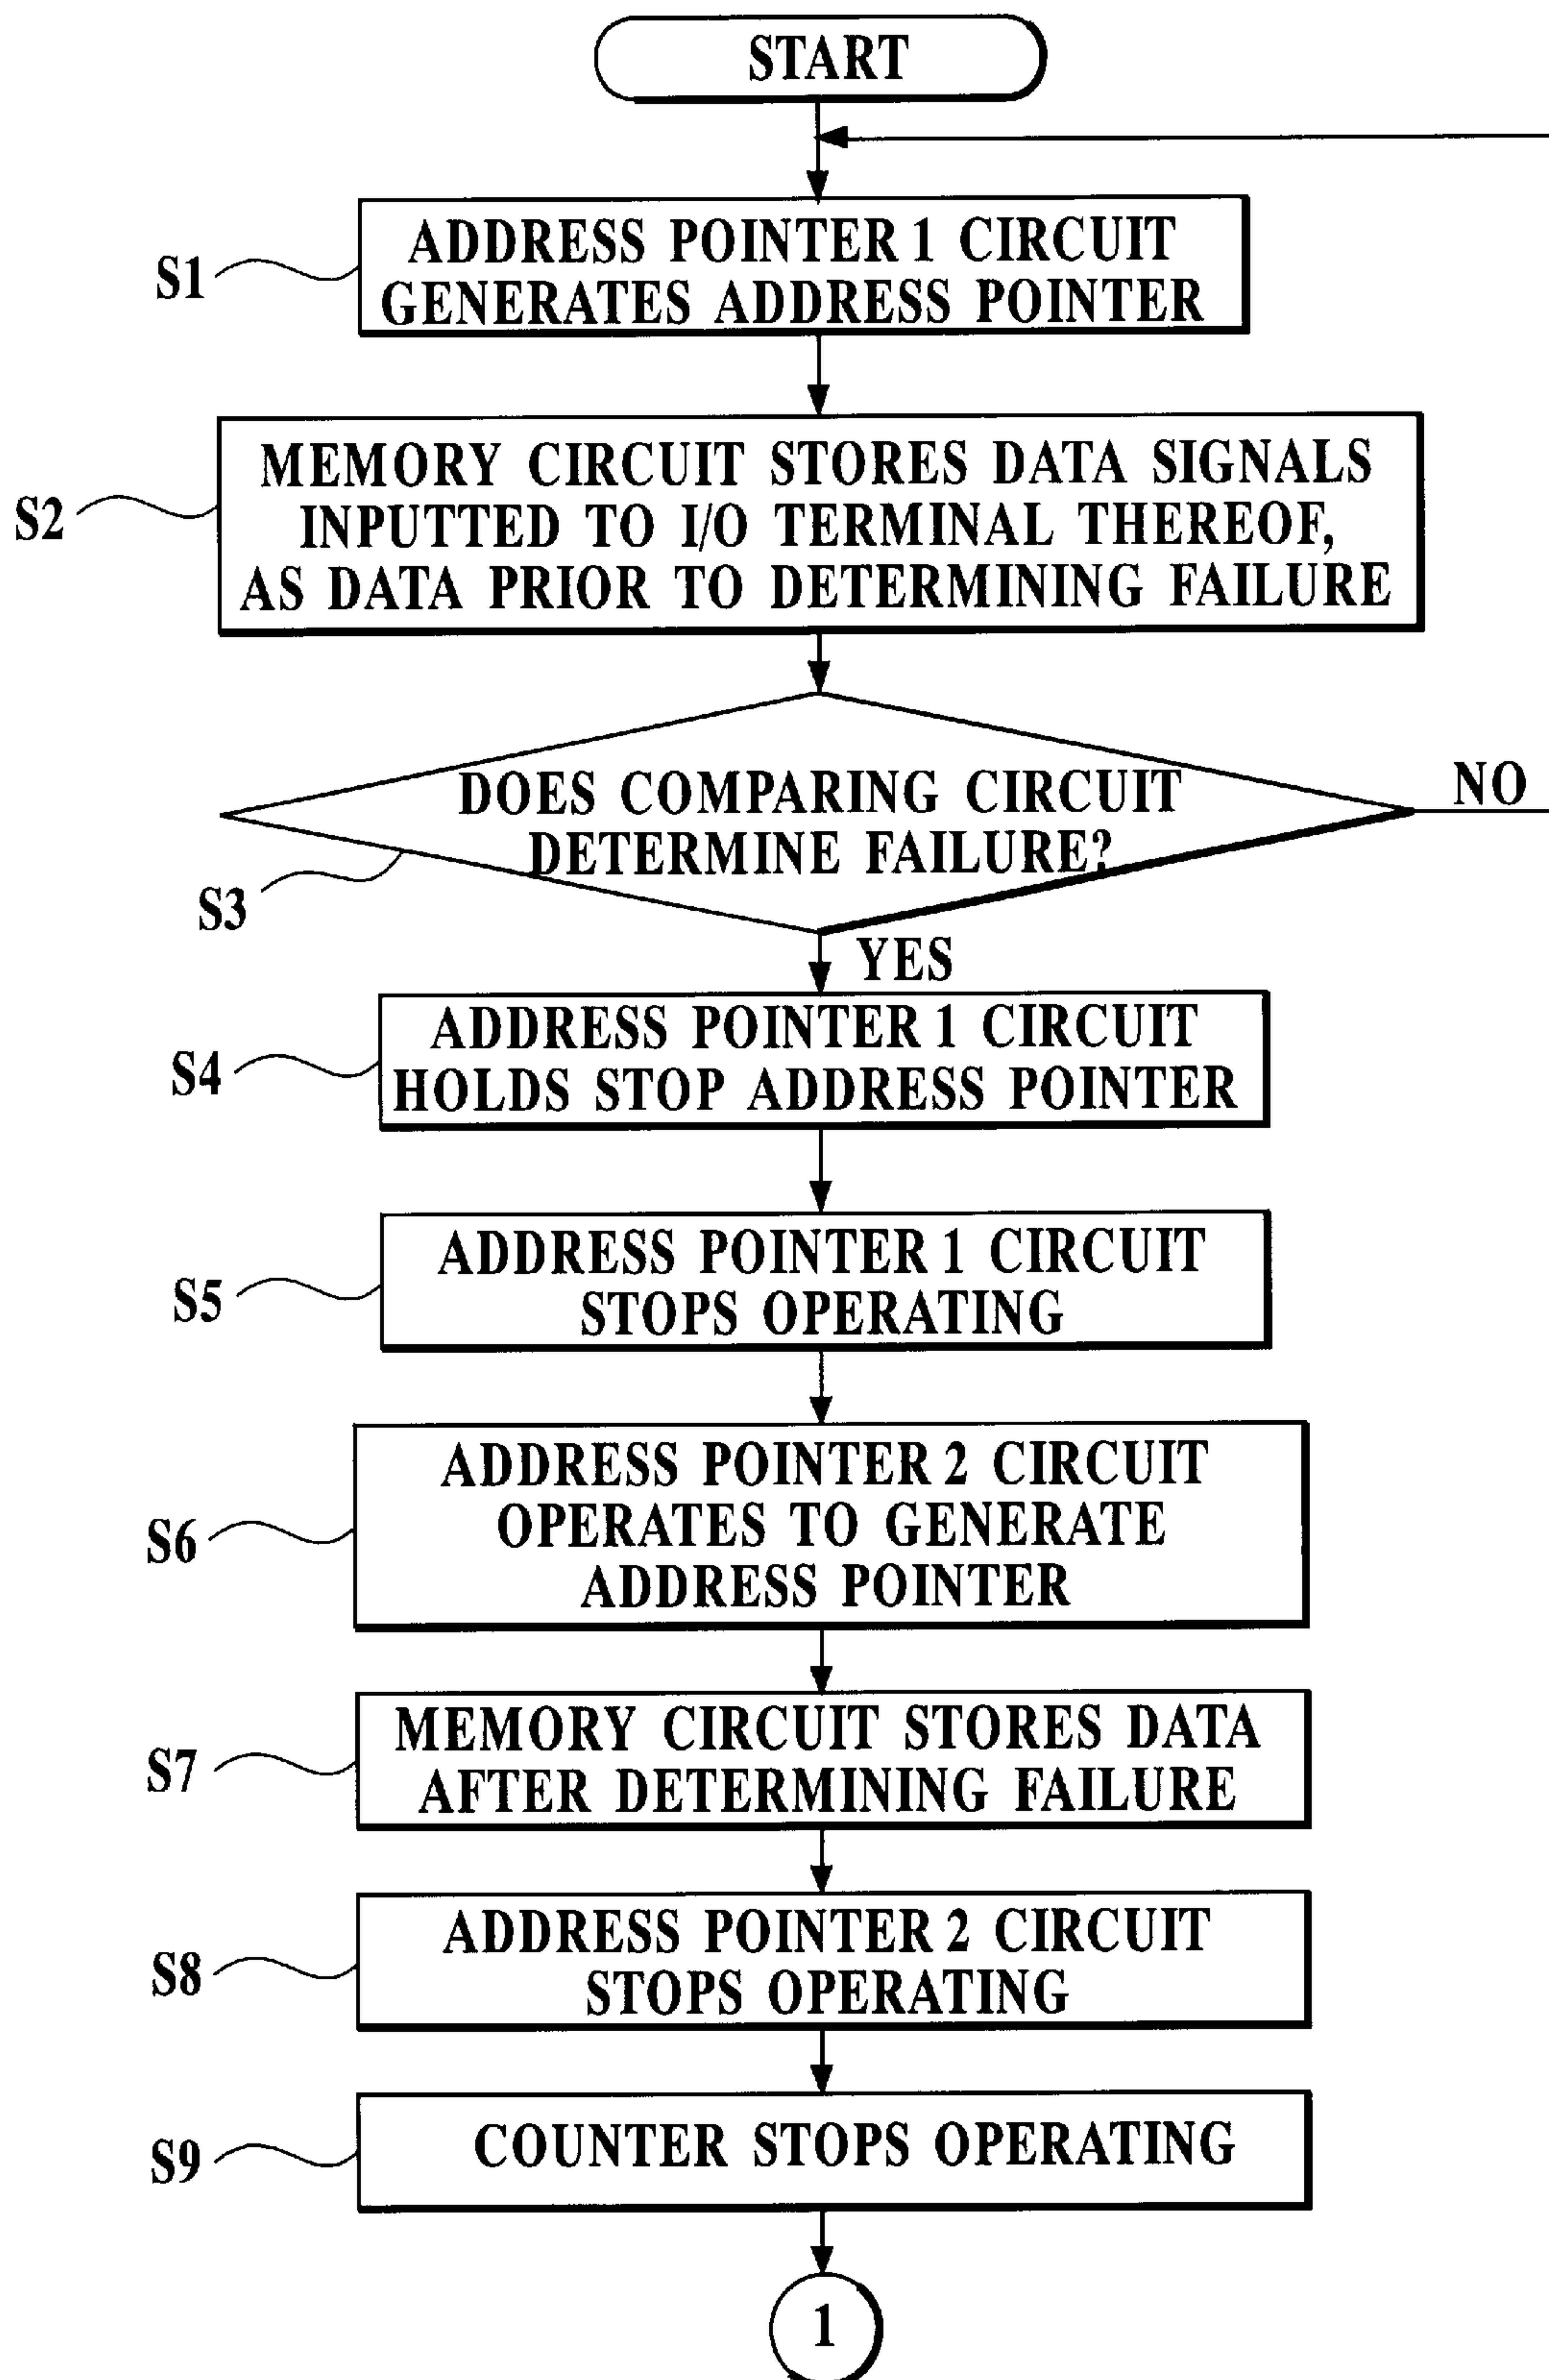 START
S1
ADDRESS POINTER 1 CIRCUIT
GENERATES ADDRESS POINTER
S2
MEMORY CIRCUIT STORES DATA SIGNALS
INPUTTED TO I/O TERMINAL THEREOF,
AS DATA PRIOR TO DETERMINING FAILURE
S3
DOES COMPARING CIRCUIT
DETERMINE FAILURE?
NO
YES
S4
ADDRESS POINTER 1 CIRCUIT
HOLDS STOP ADDRESS POINTER
S5
ADDRESS POINTER 1 CIRCUIT
STOPS OPERATING
S6
ADDRESS POINTER 2 CIRCUIT
OPERATES TO GENERATE
ADDRESS POINTER
S7
MEMORY CIRCUIT STORES DATA
AFTER DETERMINING FAILURE
S8
ADDRESS POINTER 2 CIRCUIT
STOPS OPERATING
S9
COUNTER STOPS OPERATING
1